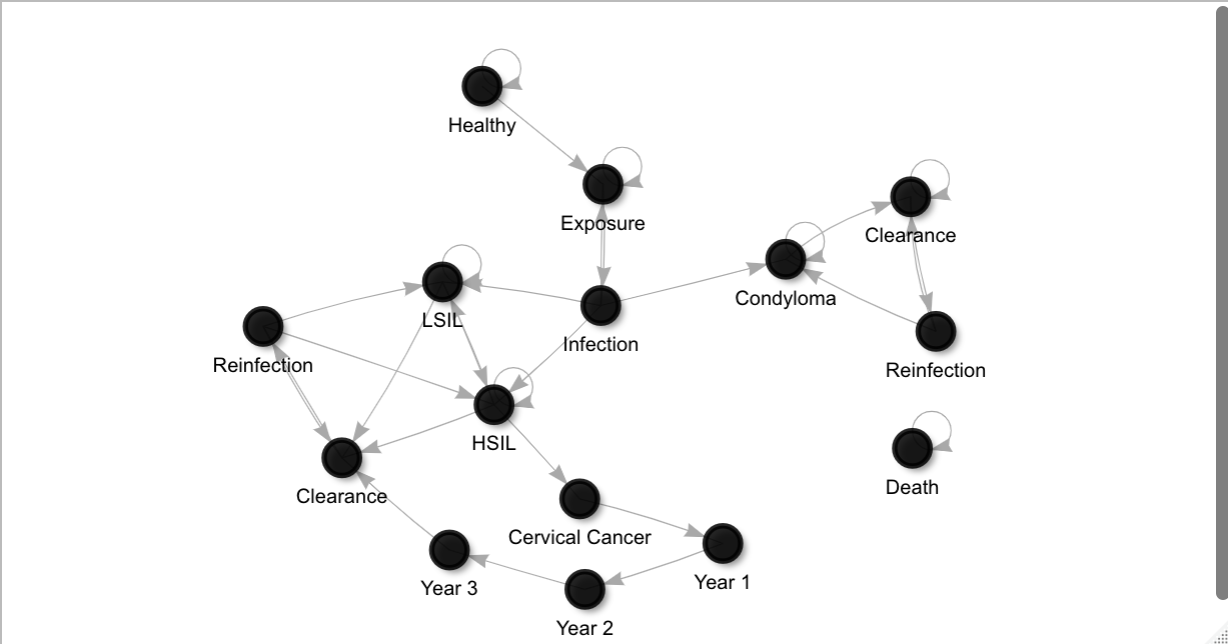 Healthy
Exposure
Clearance
Condyloma
LSIL
Infection
Reinfection
Reinfection
HSIL
Death
Clearance
Cervical Cancer
Year 1
Year 3
Year 2